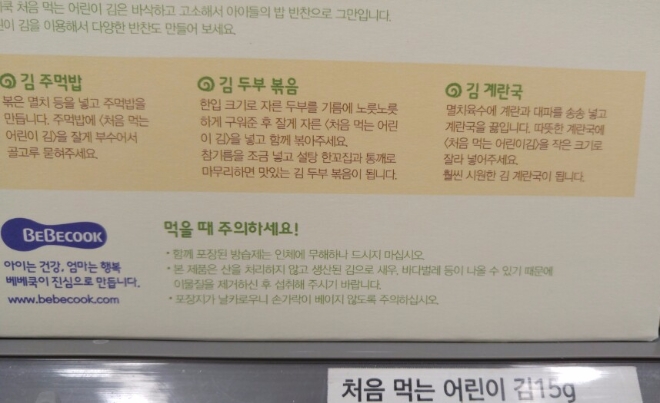 처음 먹는 어린이 김은 바삭하고 고소해서 아이들의 밥 반찬으로 그만입니다.
김을 이용해서 다양한 반찬도 만들어 보세요.
김 주먹밥
볶은 멸치 등을 넣고 주먹밥을
만듭니다. 주먹밥에 <처음 먹는
어린이 김>을 잘게 부수어서
골고루 묻혀주세요.
김 두부 볶음
한입 크기로 자른 두부를 기름에 노릇노릇
하게 구워준 후 잘게 자른 <처음 먹는 어린
이 김>을 넣고 함께 볶아주세요.
참기름을 조금 넣고 설탕 한꼬집과 통깨로
마무리하면 맛있는 김 두부 볶음이 됩니다.
김 계란국
멸치육수에 계란과 대파를 송송 넣고
계란국을 끓입니다. 따뜻한 계란국에
<처음 먹는 어린이김>을 작은 크기로
잘라 넣어주세요.
훨씬 시원한 김 계란국이 됩니다.
BEBECOOK
아이는 건강, 엄마는 행복
베베쿡이 진심으로 만듭니다.
www.bebecook.com
먹을 때 주의하세요!
• 함께 포장된 방습제는 인체에 무해하나 드시지 마십시오.
• 본 제품은 산을 처리하지 않고 생산된 김으로 새우, 바다벌레 등이 나올 수 있기 때문에
이물질을 제거하신 후 섭취해 주시기 바랍니다.
• 포장지가 날카로우니 손가락이 베이지 않도록 주의하십시오.
처음 먹는 어린이 김15g